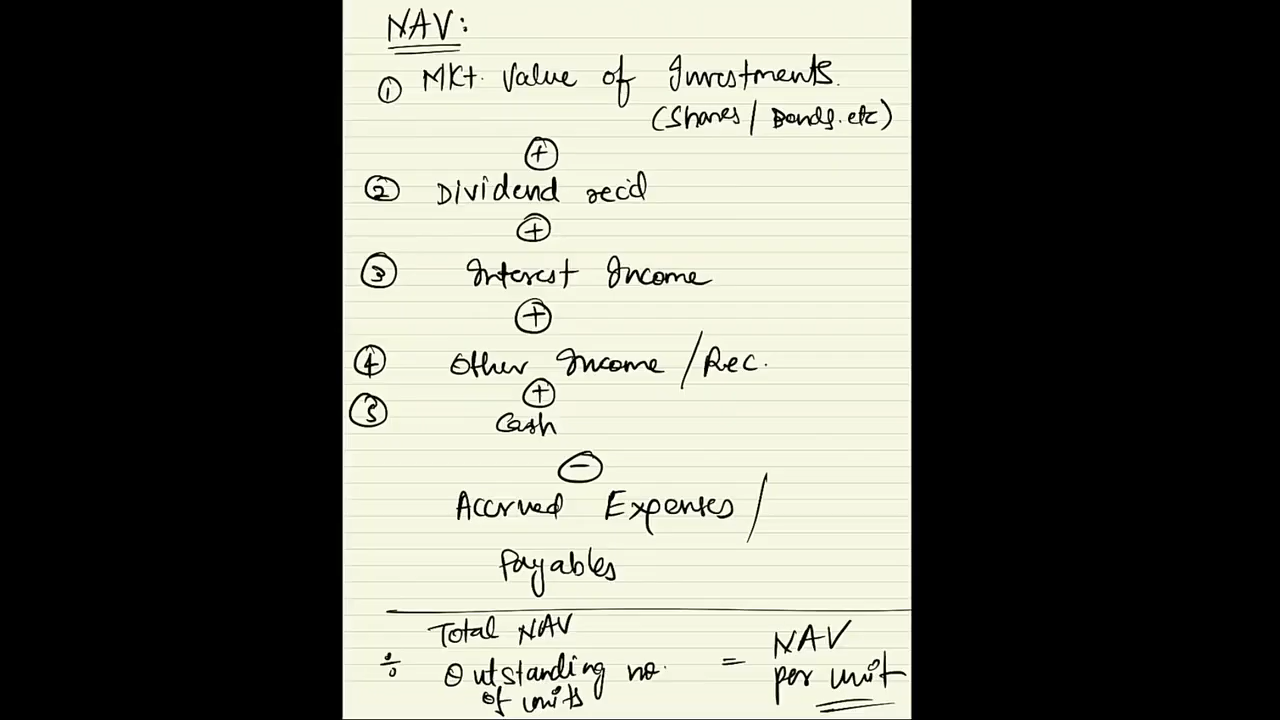 NAV:
① Mkt. Value of Investments.
(Shares / Bonds. etc)
⊕
② Dividend rec'd
⊕
③ Interest Income
⊕
④ Other Income / Rec.
⊕
⑤ Cash
⊖
Accrued Expenses /
Payables
Total NAV
÷ Outstanding no. of units = NAV per unit